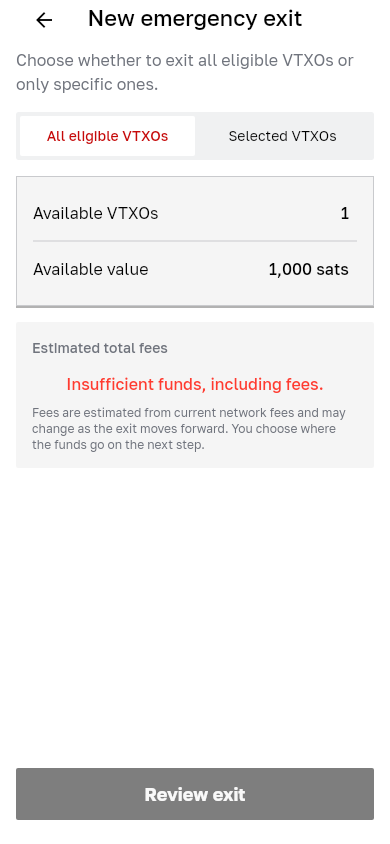 New emergency exit
Choose whether to exit all eligible VTXOs or
only specific ones.
All eligible VTXOs
Selected VTXOs
Available VTXOs 1
Available value 1,000 sats
Estimated total fees
Insufficient funds, including fees.
Fees are estimated from current network fees and may
change as the exit moves forward. You choose where
the funds go on the next step.
Review exit